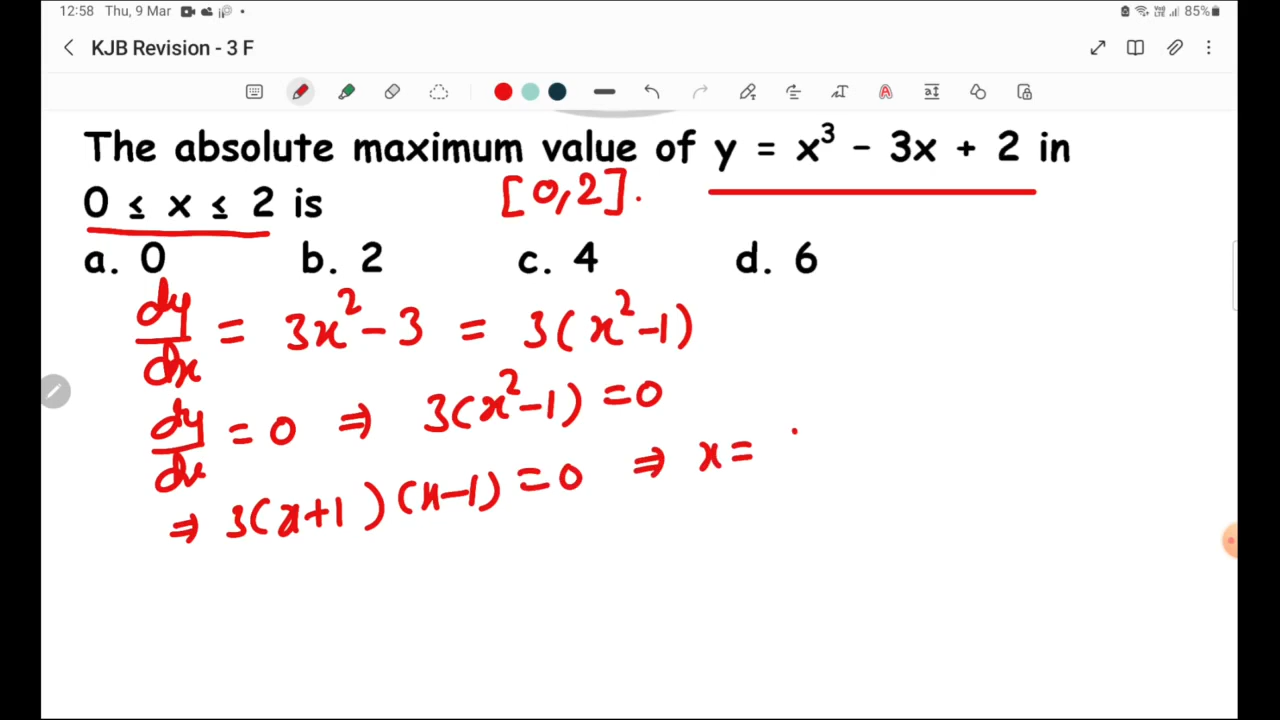 12:58 Thu, 9 Mar 85%
KJB Revision - 3 F
The absolute maximum value of y = x³ - 3x + 2 in
0 ≤ x ≤ 2 is [0,2].
a. 0 b. 2 c. 4 d. 6
dy/dx = 3x² - 3 = 3(x² - 1)
dy/dx = 0 ⇒ 3(x² - 1) = 0
⇒ 3(x+1)(x-1) = 0 ⇒ x =